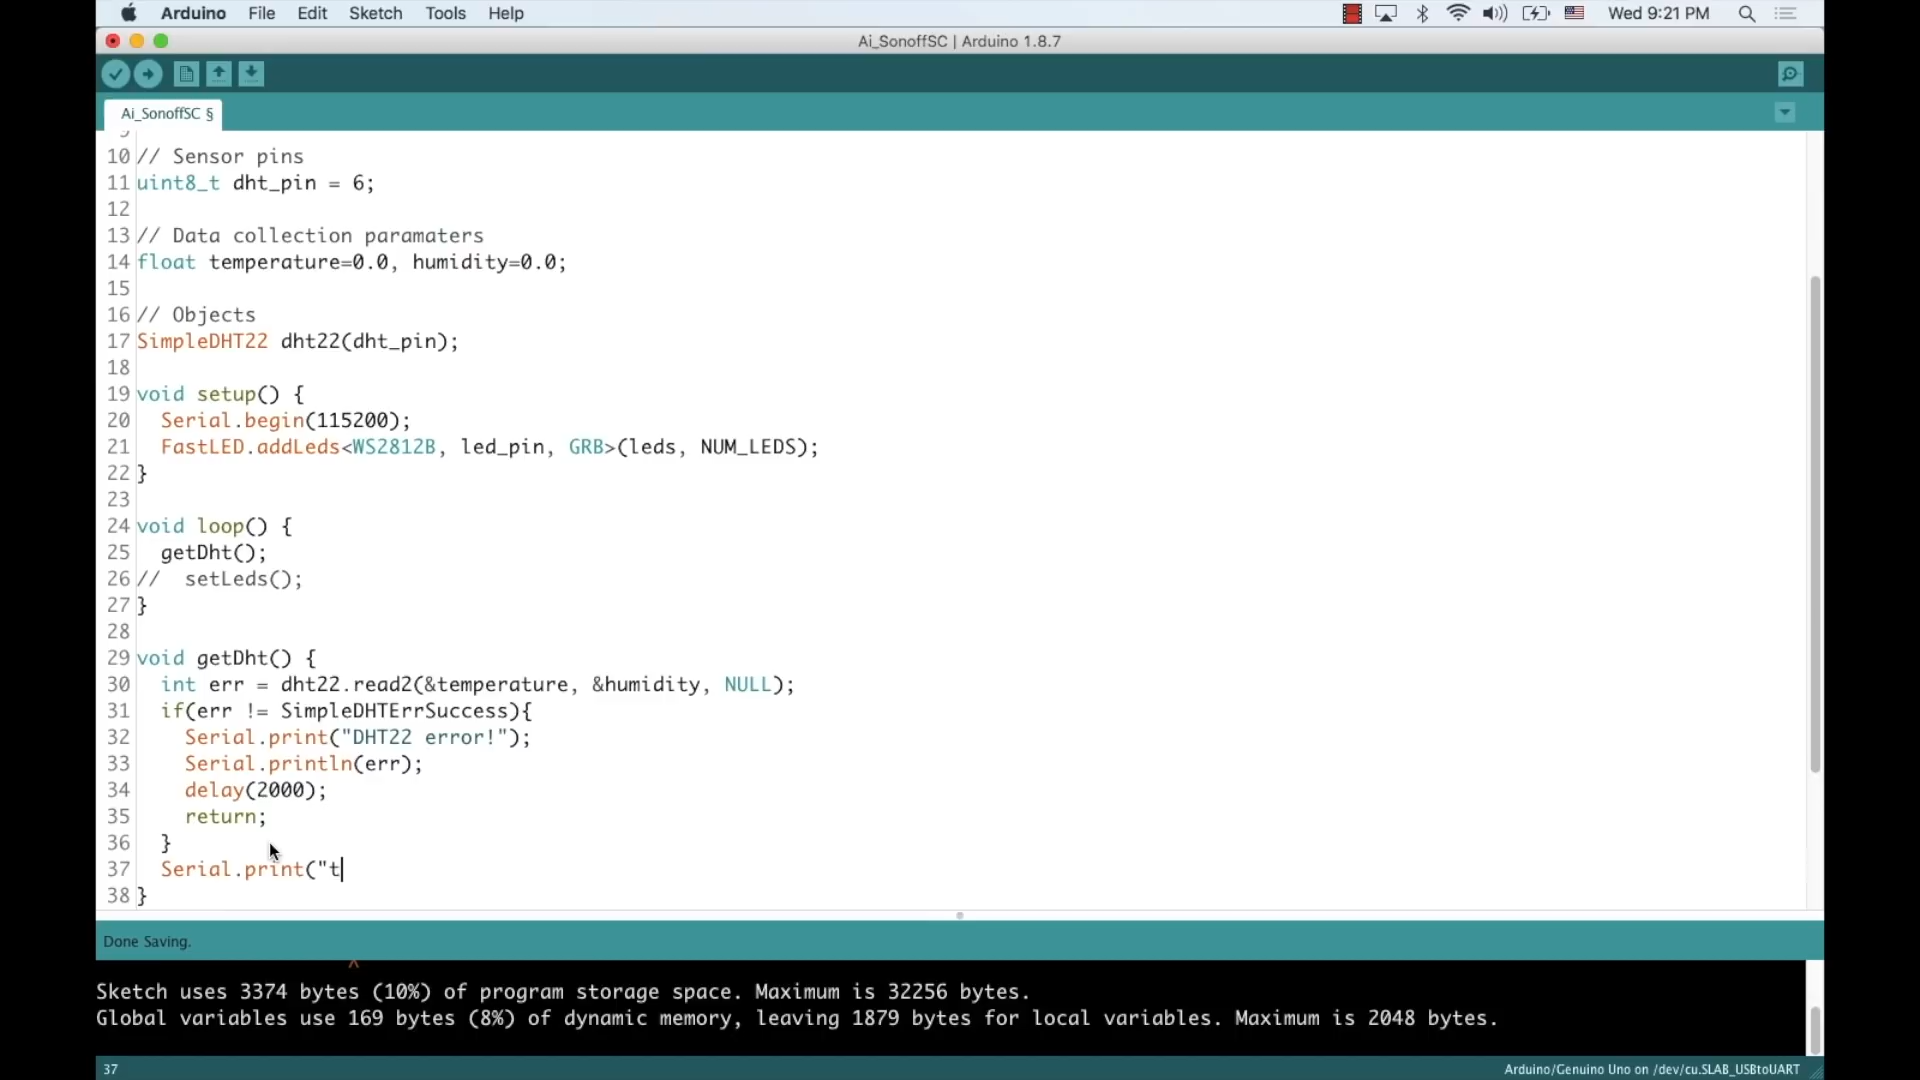 Arduino File Edit Sketch Tools Help Wed 9:21 PM
Ai_SonoffSC | Arduino 1.8.7
Ai_SonoffSC §
10 // Sensor pins
11 uint8_t dht_pin = 6;
12
13 // Data collection paramaters
14 float temperature=0.0, humidity=0.0;
15
16 // Objects
17 SimpleDHT22 dht22(dht_pin);
18
19 void setup() {
20   Serial.begin(115200);
21   FastLED.addLeds<WS2812B, led_pin, GRB>(leds, NUM_LEDS);
22 }
23
24 void loop() {
25   getDht();
26 //  setLeds();
27 }
28
29 void getDht() {
30   int err = dht22.read2(&temperature, &humidity, NULL);
31   if(err != SimpleDHTErrSuccess){
32     Serial.print("DHT22 error!");
33     Serial.println(err);
34     delay(2000);
35     return;
36   }
37   Serial.print("t
38 }
Done Saving.
^
Sketch uses 3374 bytes (10%) of program storage space. Maximum is 32256 bytes.
Global variables use 169 bytes (8%) of dynamic memory, leaving 1879 bytes for local variables. Maximum is 2048 bytes.
37 Arduino/Genuino Uno on /dev/cu.SLAB_USBtoUART